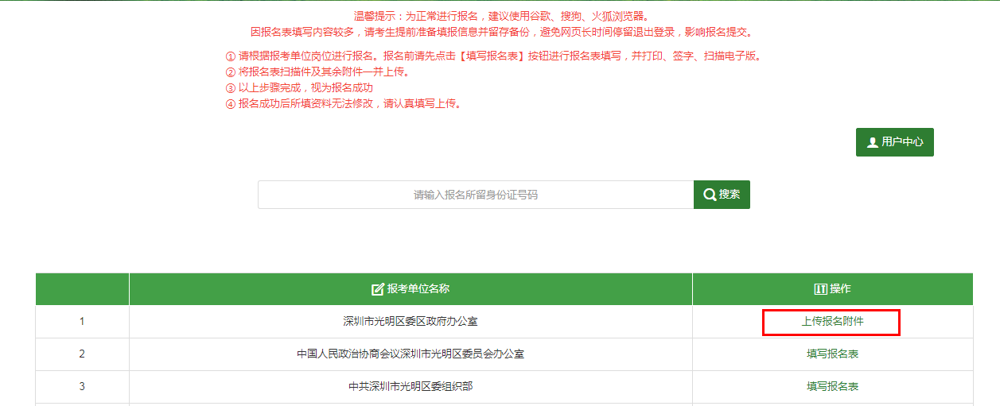 温馨提示：为正常进行报名，建议使用谷歌、搜狗、火狐浏览器。
因报名表填写内容较多，请考生提前准备填报信息并留存备份，避免网页长时间停留退出登录，影响报名提交。
① 请根据报考单位岗位进行报名。报名前请先点击【填写报名表】按钮进行报名表填写，并打印、签字、扫描电子版。
② 将报名表扫描件及其余附件一并上传。
③ 以上步骤完成，视为报名成功
④ 报名成功后所填资料无法修改，请认真填写上传。
用户中心
请输入报名所留身份证号码 搜索
报考单位名称 操作
1 深圳市光明区委区政府办公室 上传报名附件
2 中国人民政治协商会议深圳市光明区委员会办公室 填写报名表
3 中共深圳市光明区委组织部 填写报名表